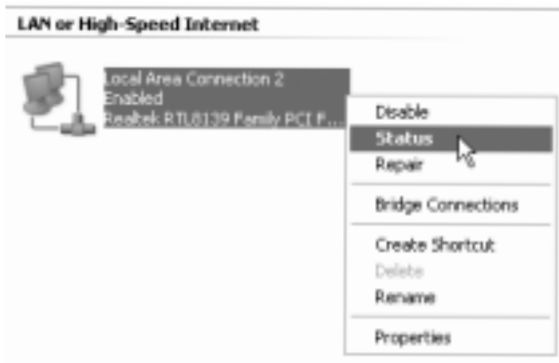 LAN or High-Speed Internet
Local Area Connection 2
Enabled
Realtek RTL8139 Family PCI F...
Disable
Status
Repair
Bridge Connections
Create Shortcut
Delete
Rename
Properties